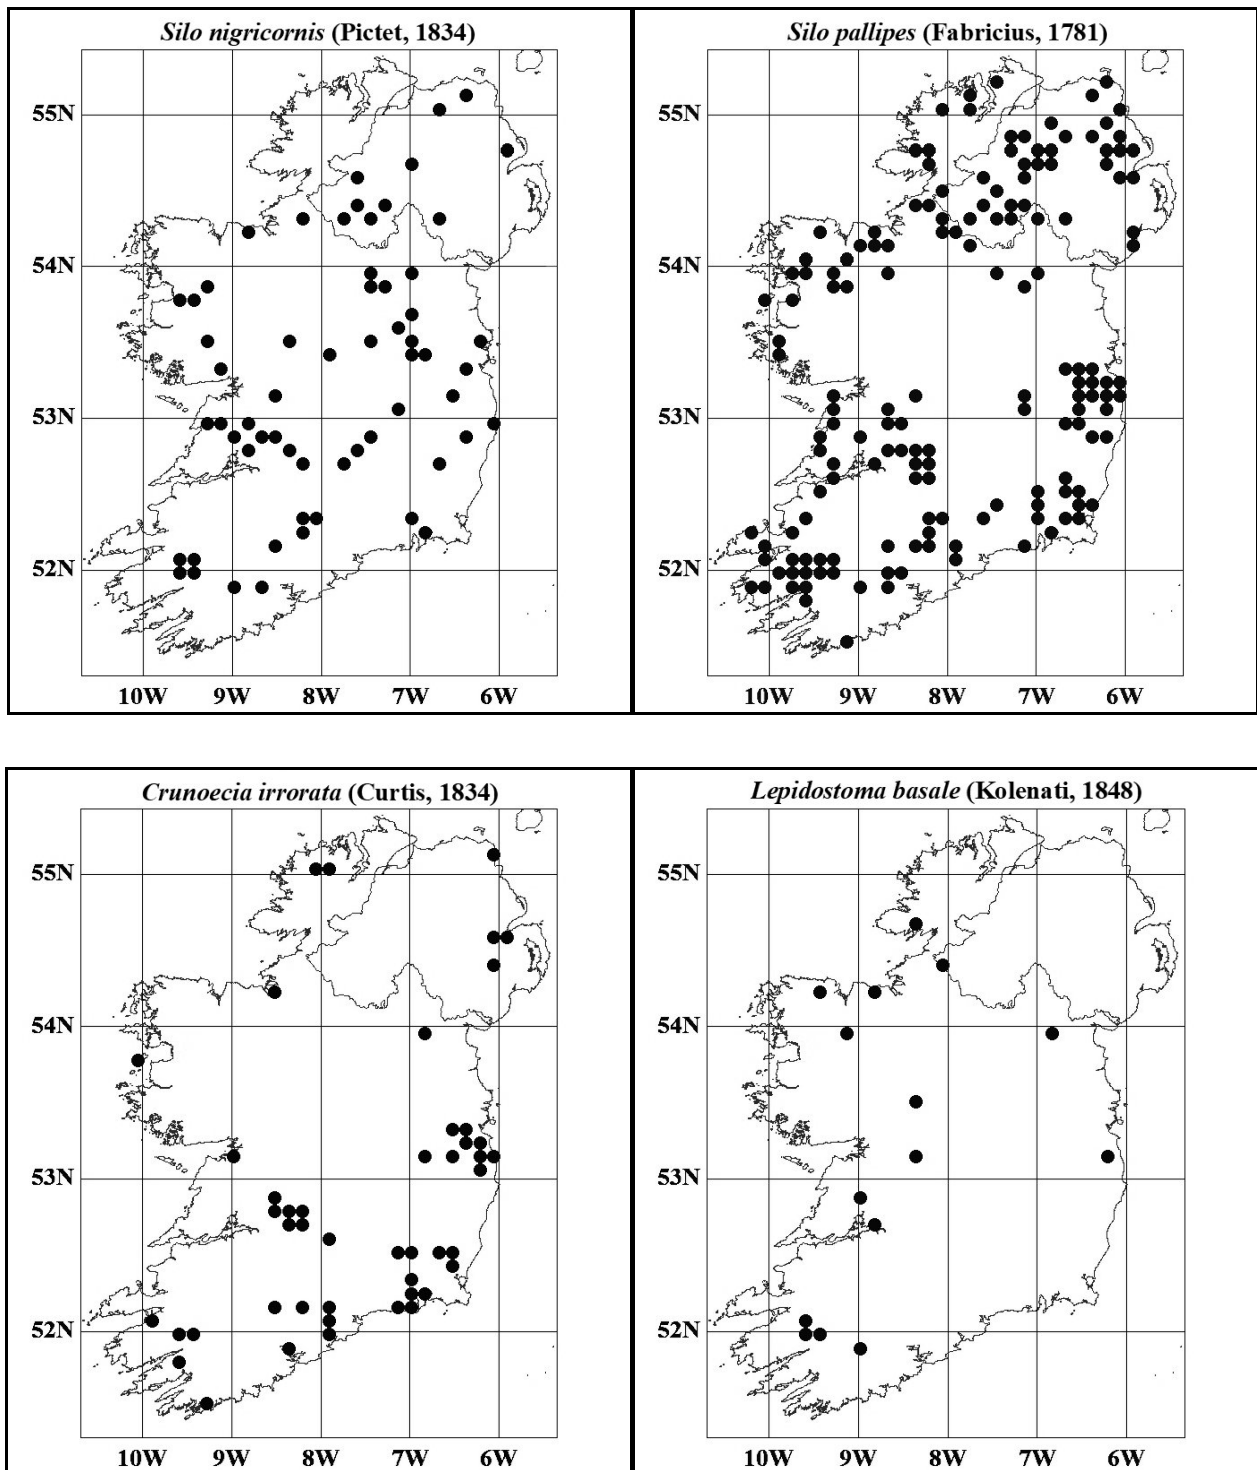 Silo nigricornis (Pictet, 1834)
55N
54N
53N
52N
10W 9W 8W 7W 6W
Silo pallipes (Fabricius, 1781)
55N
54N
53N
52N
10W 9W 8W 7W 6W
Crunoecia irrorata (Curtis, 1834)
55N
54N
53N
52N
10W 9W 8W 7W 6W
Lepidostoma basale (Kolenati, 1848)
55N
54N
53N
52N
10W 9W 8W 7W 6W